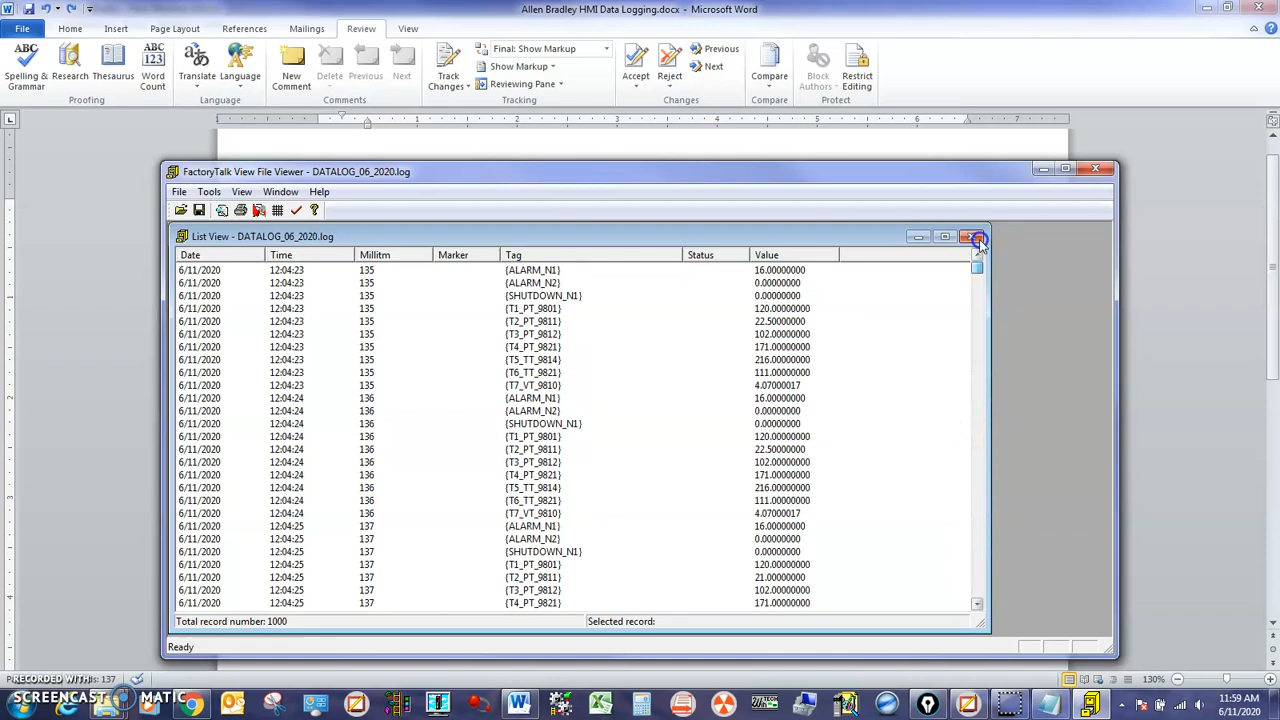 Allen Bradley HMI Data Logging.docx - Microsoft Word
File Home Insert Page Layout References Mailings Review View
Spelling & Grammar Research Thesaurus Word Count Translate Language New Comment Delete Previous Next Track Changes Final: Show Markup Show Markup Reviewing Pane Accept Reject Previous Next Compare Block Authors Restrict Editing
Proofing Language Comments Tracking Changes Compare Protect
1 2 3 4 5 6 7
FactoryTalk View File Viewer - DATALOG_06_2020.log
File Tools View Window Help
List View - DATALOG_06_2020.log
Date Time Millitm Marker Tag Status Value
6/11/2020 12:04:23 135 {ALARM_N1} 16.00000000
6/11/2020 12:04:23 135 {ALARM_N2} 0.00000000
6/11/2020 12:04:23 135 {SHUTDOWN_N1} 0.00000000
6/11/2020 12:04:23 135 {T1_PT_9801} 120.00000000
6/11/2020 12:04:23 135 {T2_PT_9811} 22.50000000
6/11/2020 12:04:23 135 {T3_PT_9812} 102.00000000
6/11/2020 12:04:23 135 {T4_PT_9821} 171.00000000
6/11/2020 12:04:23 135 {T5_TT_9814} 216.00000000
6/11/2020 12:04:23 135 {T6_TT_9821} 111.00000000
6/11/2020 12:04:23 135 {T7_VT_9810} 4.07000017
6/11/2020 12:04:24 136 {ALARM_N1} 16.00000000
6/11/2020 12:04:24 136 {ALARM_N2} 0.00000000
6/11/2020 12:04:24 136 {SHUTDOWN_N1} 0.00000000
6/11/2020 12:04:24 136 {T1_PT_9801} 120.00000000
6/11/2020 12:04:24 136 {T2_PT_9811} 22.50000000
6/11/2020 12:04:24 136 {T3_PT_9812} 102.00000000
6/11/2020 12:04:24 136 {T4_PT_9821} 171.00000000
6/11/2020 12:04:24 136 {T5_TT_9814} 216.00000000
6/11/2020 12:04:24 136 {T6_TT_9821} 111.00000000
6/11/2020 12:04:24 136 {T7_VT_9810} 4.07000017
6/11/2020 12:04:25 137 {ALARM_N1} 16.00000000
6/11/2020 12:04:25 137 {ALARM_N2} 0.00000000
6/11/2020 12:04:25 137 {SHUTDOWN_N1} 0.00000000
6/11/2020 12:04:25 137 {T1_PT_9801} 120.00000000
6/11/2020 12:04:25 137 {T2_PT_9811} 21.00000000
6/11/2020 12:04:25 137 {T3_PT_9812} 102.00000000
6/11/2020 12:04:25 137 {T4_PT_9821} 171.00000000
Total record number: 1000 Selected record:
Ready
137 130%
SCREENCAST MATIC 11:59 AM
6/11/2020